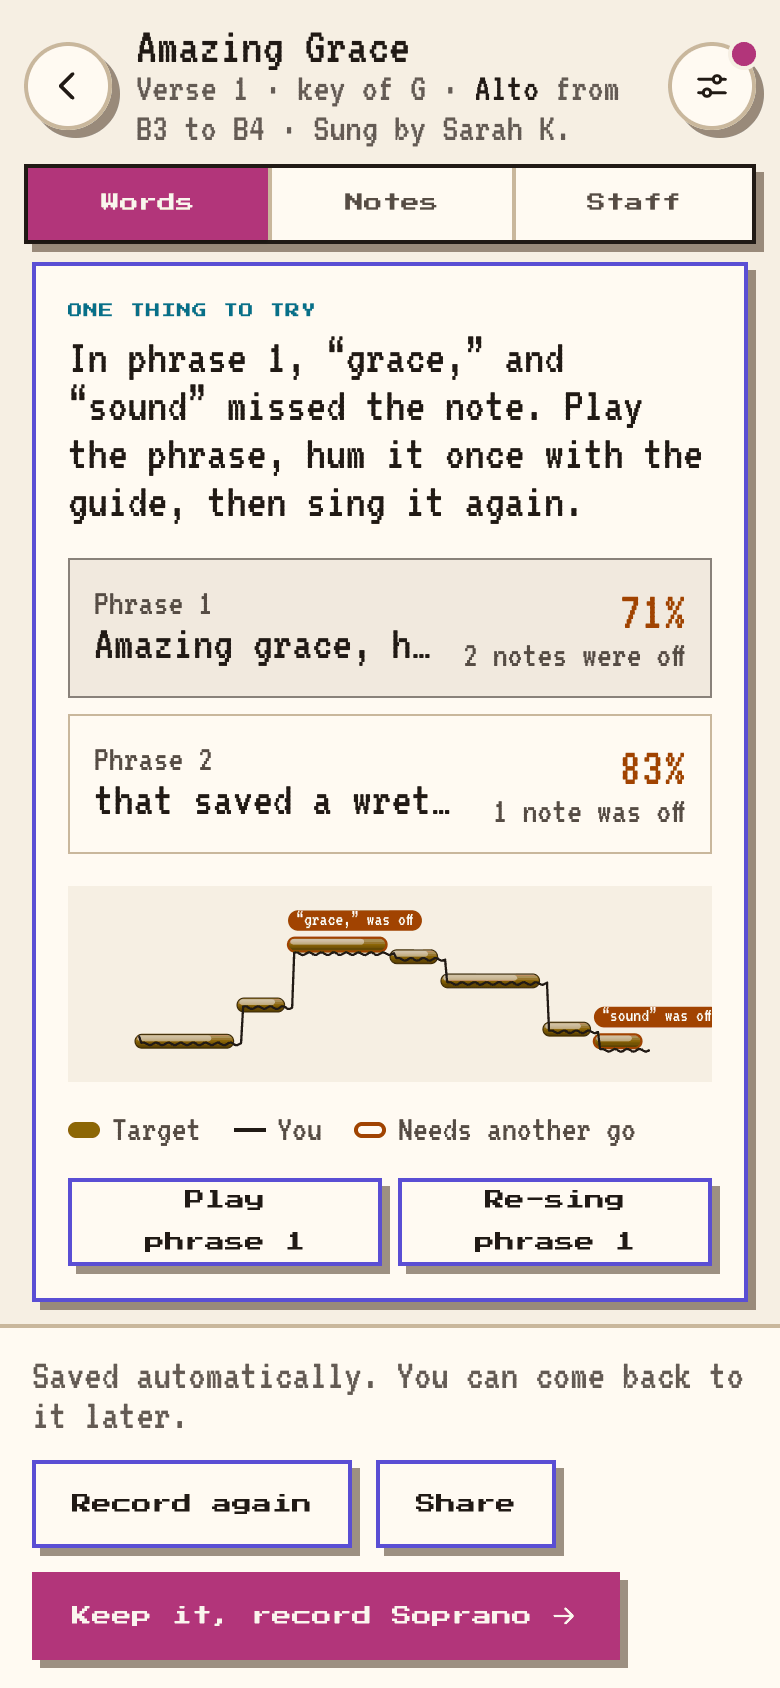 Amazing Grace
Verse 1 · key of G · Alto from
B3 to B4 · Sung by Sarah K.
Words
Notes
Staff
ONE THING TO TRY
In phrase 1, “grace,” and
“sound” missed the note. Play
the phrase, hum it once with the
guide, then sing it again.
Phrase 1
Amazing grace, h…
71%
2 notes were off
Phrase 2
that saved a wret…
83%
1 note was off
“grace,” was off
“sound” was off
Target
You
Needs another go
Play
phrase 1
Re-sing
phrase 1
Saved automatically. You can come back to
it later.
Record again
Share
Keep it, record Soprano →